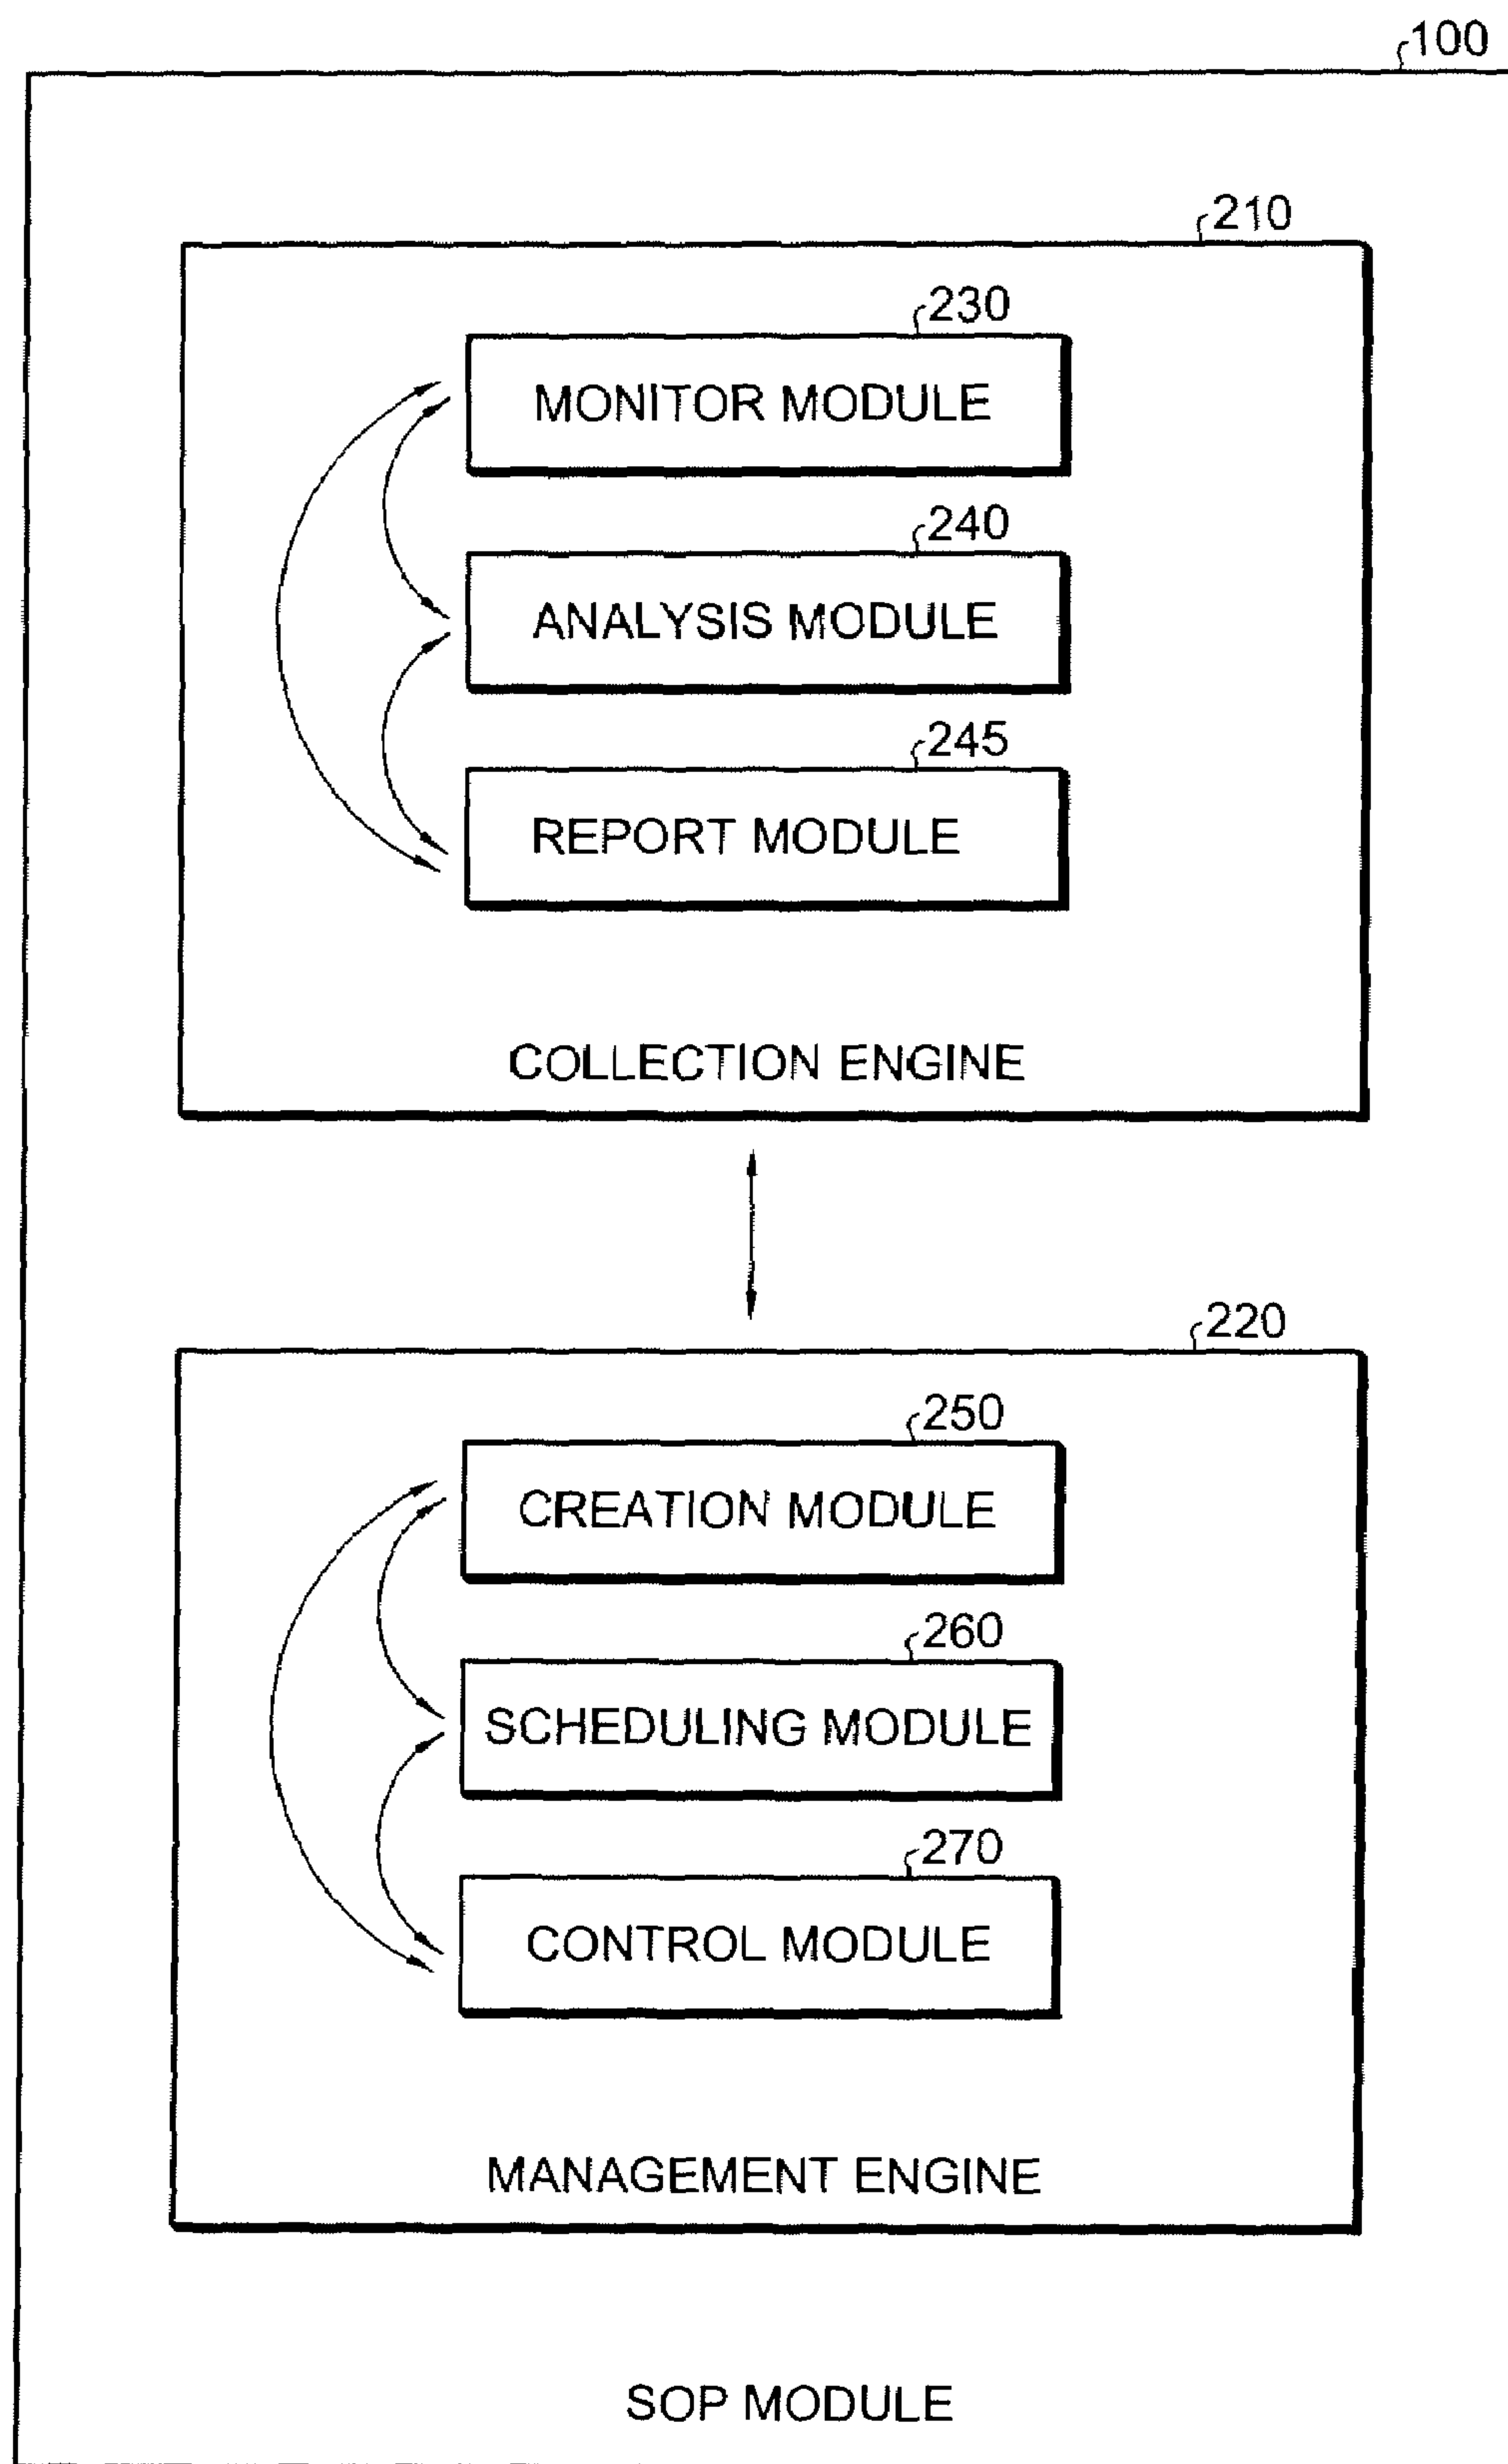 100
210
230
MONITOR MODULE
240
ANALYSIS MODULE
245
REPORT MODULE
COLLECTION ENGINE
220
250
CREATION MODULE
260
SCHEDULING MODULE
270
CONTROL MODULE
MANAGEMENT ENGINE
SOP MODULE